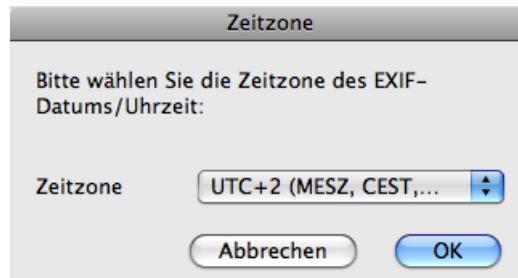 Zeitzone
Bitte wählen Sie die Zeitzone des EXIF-
Datums/Uhrzeit:
Zeitzone UTC+2 (MESZ, CEST,...
Abbrechen OK